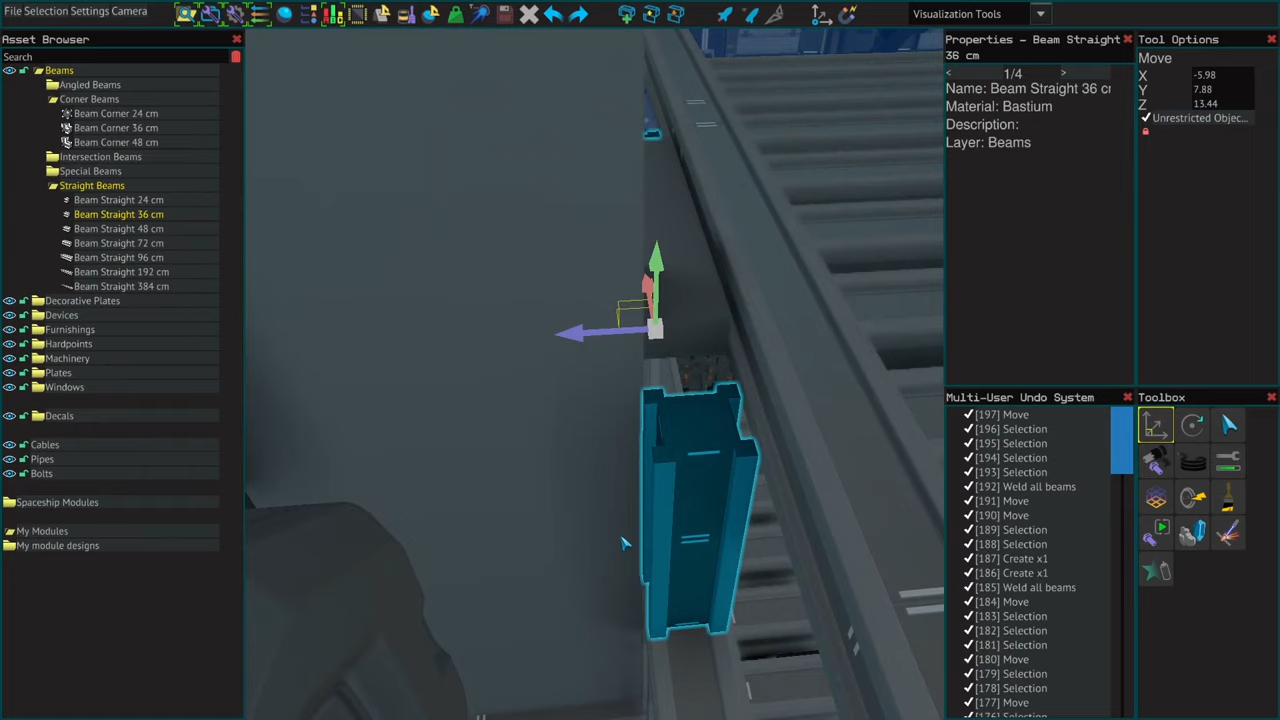 File Selection Settings Camera
Visualization Tools
Asset Browser
Search
Beams
Angled Beams
Corner Beams
Beam Corner 24 cm
Beam Corner 36 cm
Beam Corner 48 cm
Intersection Beams
Special Beams
Straight Beams
Beam Straight 24 cm
Beam Straight 36 cm
Beam Straight 48 cm
Beam Straight 72 cm
Beam Straight 96 cm
Beam Straight 192 cm
Beam Straight 384 cm
Decorative Plates
Devices
Furnishings
Hardpoints
Machinery
Plates
Windows
Decals
Cables
Pipes
Bolts
Spaceship Modules
My Modules
My module designs
Properties - Beam Straight
36 cm
< 1/4 >
Name: Beam Straight 36 cr
Material: Bastium
Description:
Layer: Beams
Tool Options
Move
X -5.98
Y 7.88
Z 13.44
Unrestricted Objec...
Multi-User Undo System
[197] Move
[196] Selection
[195] Selection
[194] Selection
[193] Selection
[192] Weld all beams
[191] Move
[190] Move
[189] Selection
[188] Selection
[187] Create x1
[186] Create x1
[185] Weld all beams
[184] Move
[183] Selection
[182] Selection
[181] Selection
[180] Move
[179] Selection
[178] Selection
[177] Move
[176] Selection
Toolbox